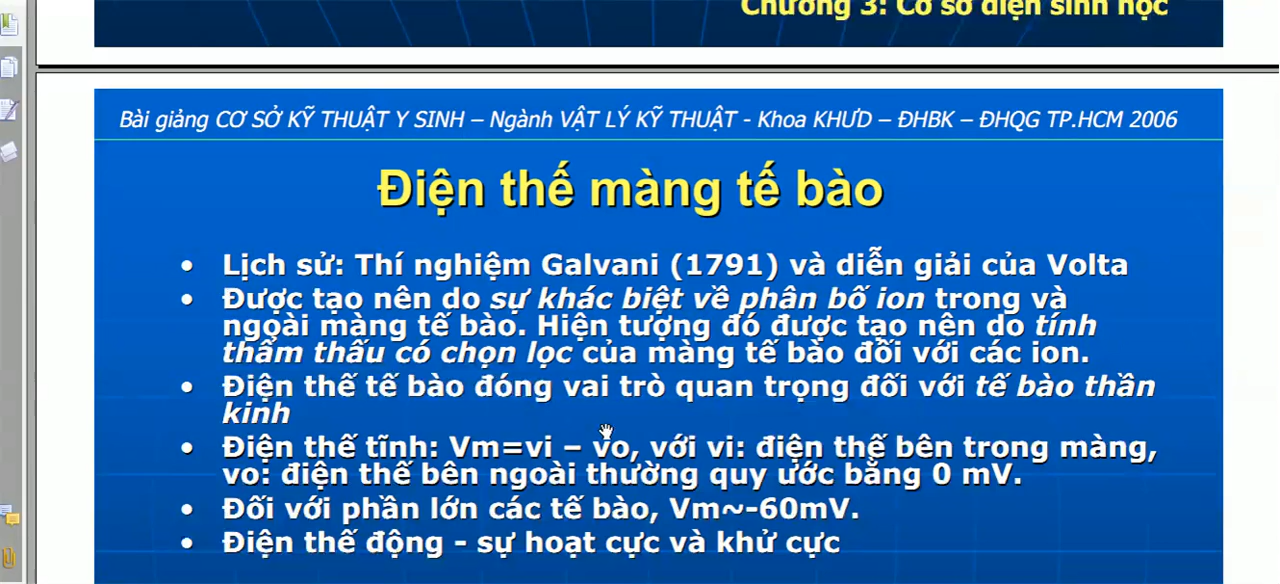 Chương 3: Cơ sở điện sinh học
Bài giảng CƠ SỞ KỸ THUẬT Y SINH – Ngành VẬT LÝ KỸ THUẬT - Khoa KHƯD – ĐHBK – ĐHQG TP.HCM 2006
Điện thế màng tế bào
• Lịch sử: Thí nghiệm Galvani (1791) và diễn giải của Volta
• Được tạo nên do sự khác biệt về phân bố ion trong và
ngoài màng tế bào. Hiện tượng đó được tạo nên do tính
thẩm thấu có chọn lọc của màng tế bào đối với các ion.
• Điện thế tế bào đóng vai trò quan trọng đối với tế bào thần
kinh
• Điện thế tĩnh: Vm=vi – vo, với vi: điện thế bên trong màng,
vo: điện thế bên ngoài thường quy ước bằng 0 mV.
• Đối với phần lớn các tế bào, Vm~-60mV.
• Điện thế động - sự hoạt cực và khử cực